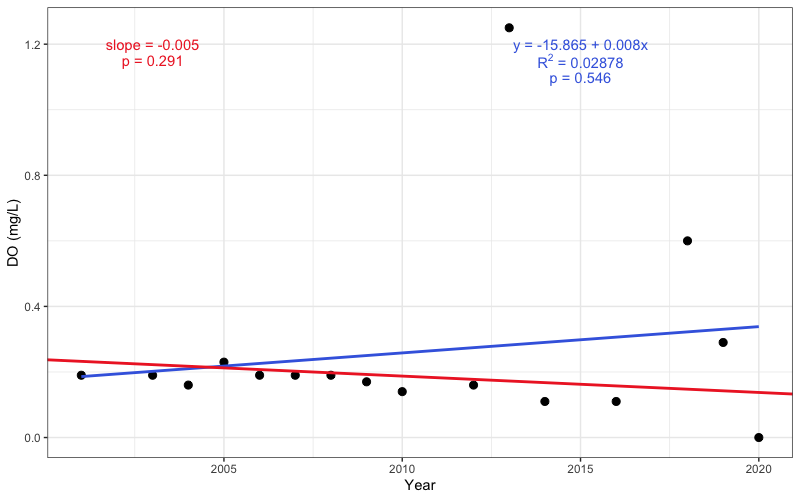 slope = -0.005
p = 0.291
y = -15.865 + 0.008x
R² = 0.02878
p = 0.546
DO (mg/L)
1.2
0.8
0.4
0.0
2005 2010 2015 2020
Year